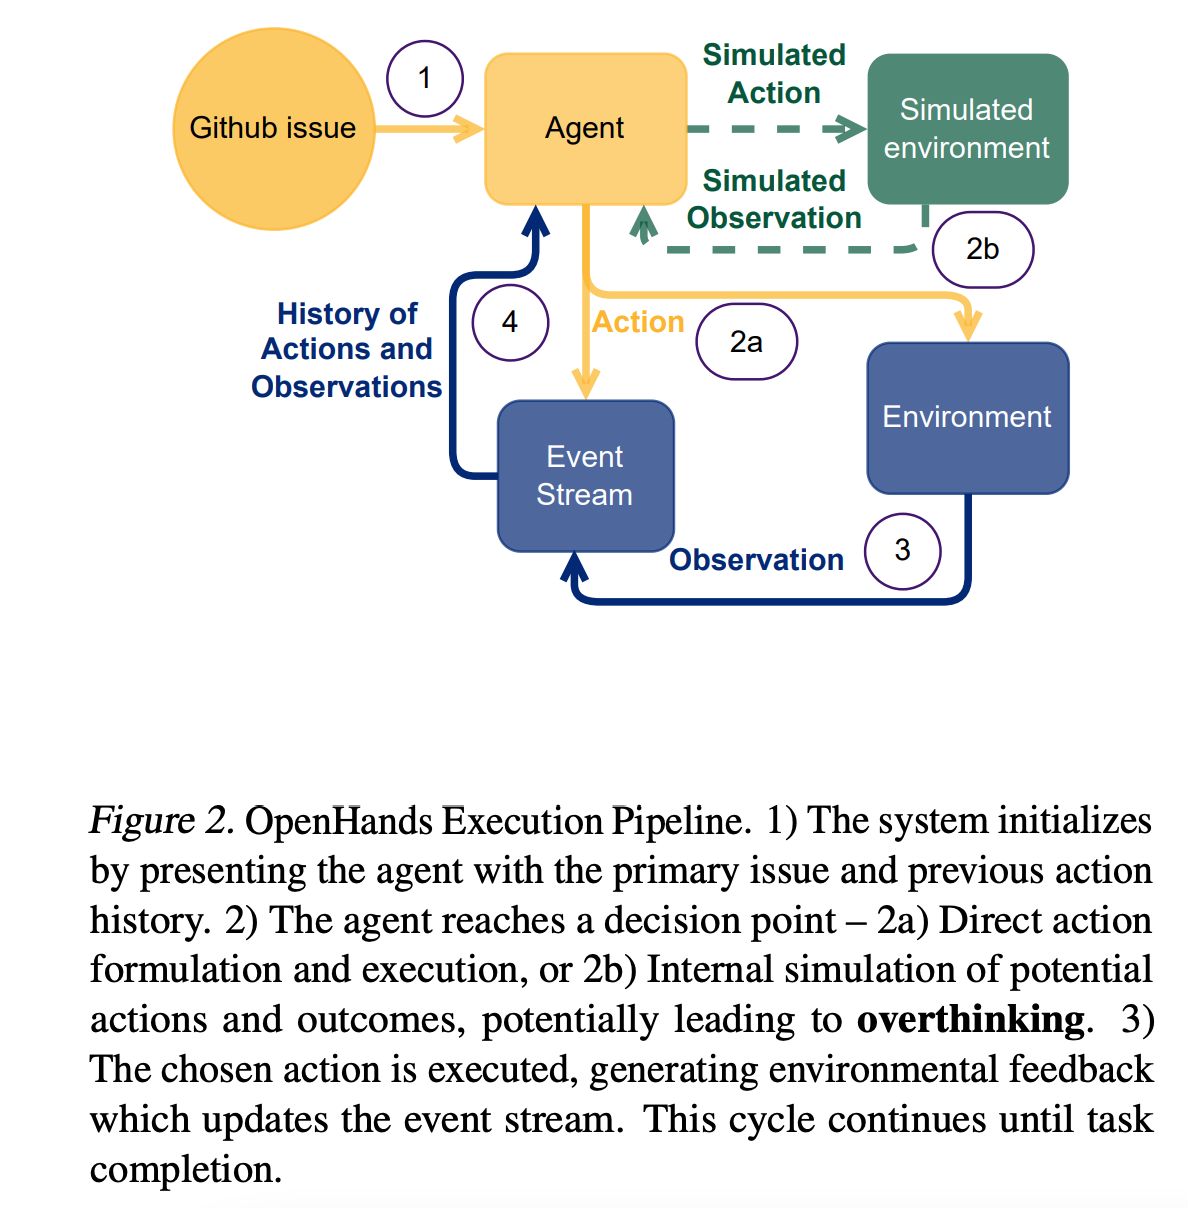 Github issue
1
Agent
Simulated
Action
Simulated
environment
Simulated
Observation
2b
History of
Actions and
Observations
4
Action
2a
Environment
Event
Stream
Observation
3
Figure 2. OpenHands Execution Pipeline. 1) The system initializes
by presenting the agent with the primary issue and previous action
history. 2) The agent reaches a decision point – 2a) Direct action
formulation and execution, or 2b) Internal simulation of potential
actions and outcomes, potentially leading to overthinking. 3)
The chosen action is executed, generating environmental feedback
which updates the event stream. This cycle continues until task
completion.